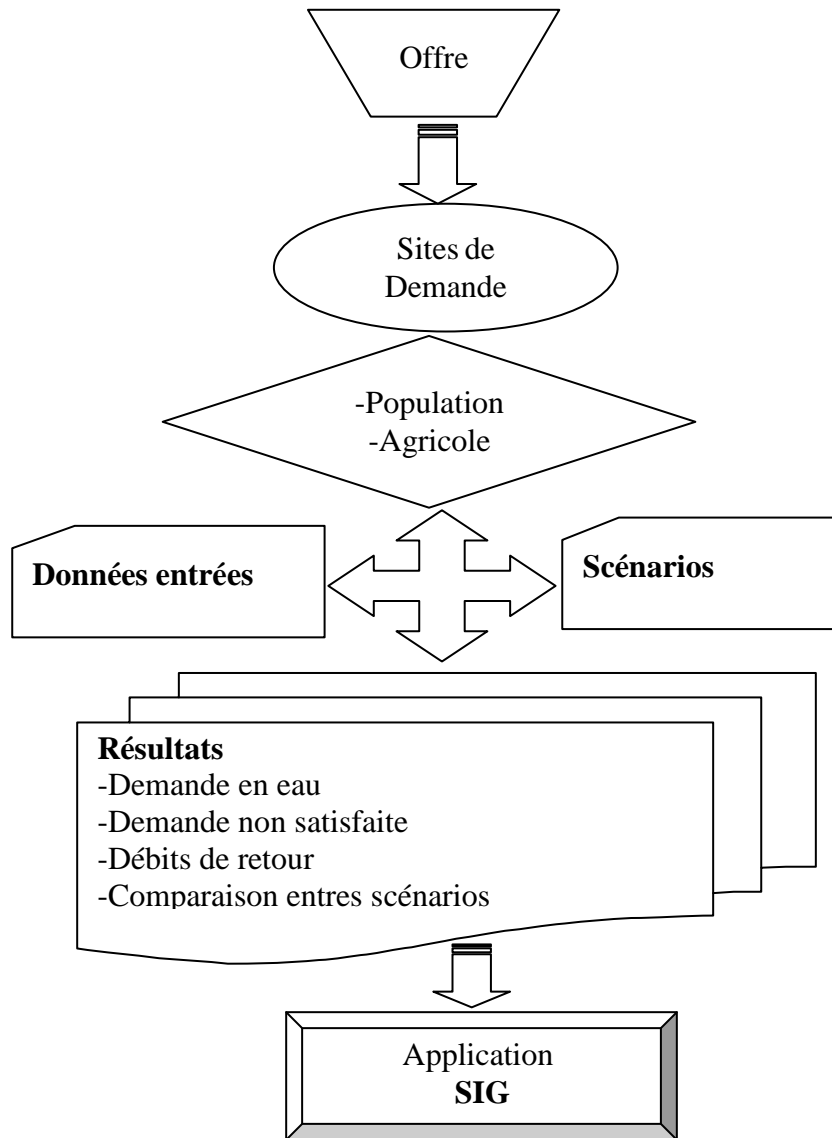 Offre
Sites de
Demande
-Population
-Agricole
Données entrées
Scénarios
Résultats
-Demande en eau
-Demande non satisfaite
-Débits de retour
-Comparaison entres scénarios
Application
SIG